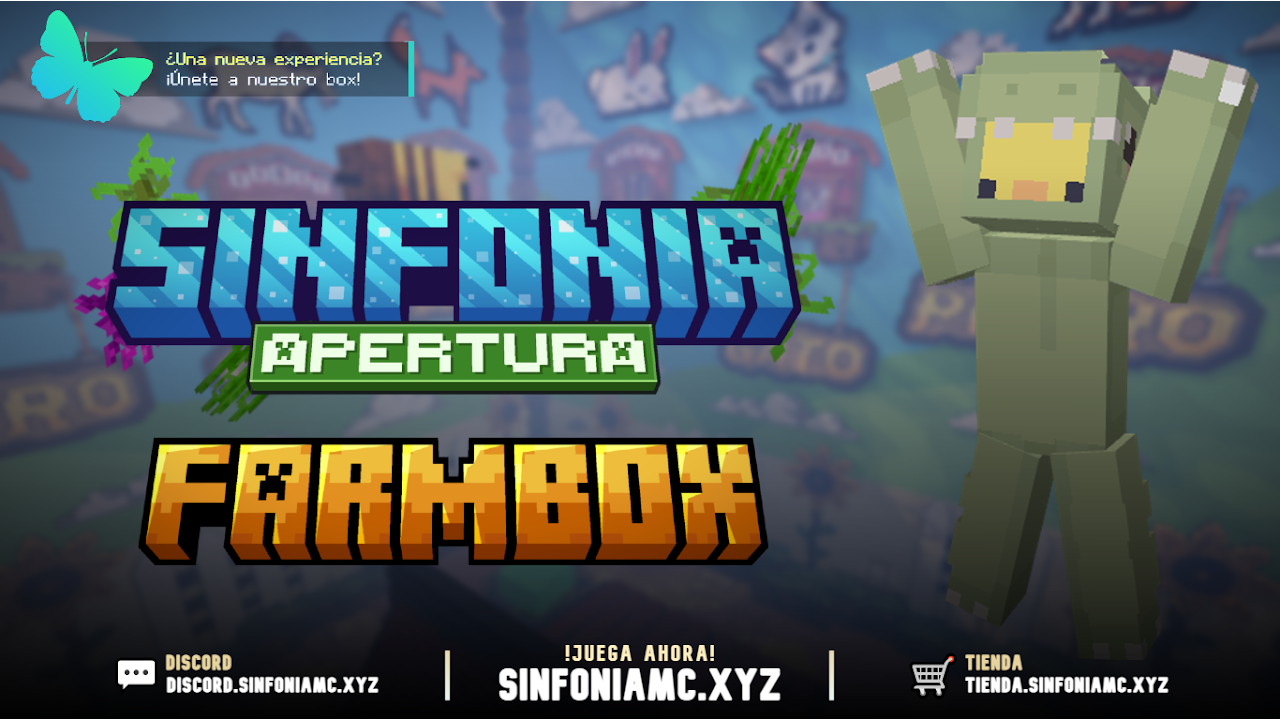 ¿Una nueva experiencia?
¡Únete a nuestro box!
SINFONIA
APERTURA
FARMBOX
DISCORD
DISCORD.SINFONIAMC.XYZ
!JUEGA AHORA!
SINFONIAMC.XYZ
TIENDA
TIENDA.SINFONIAMC.XYZ